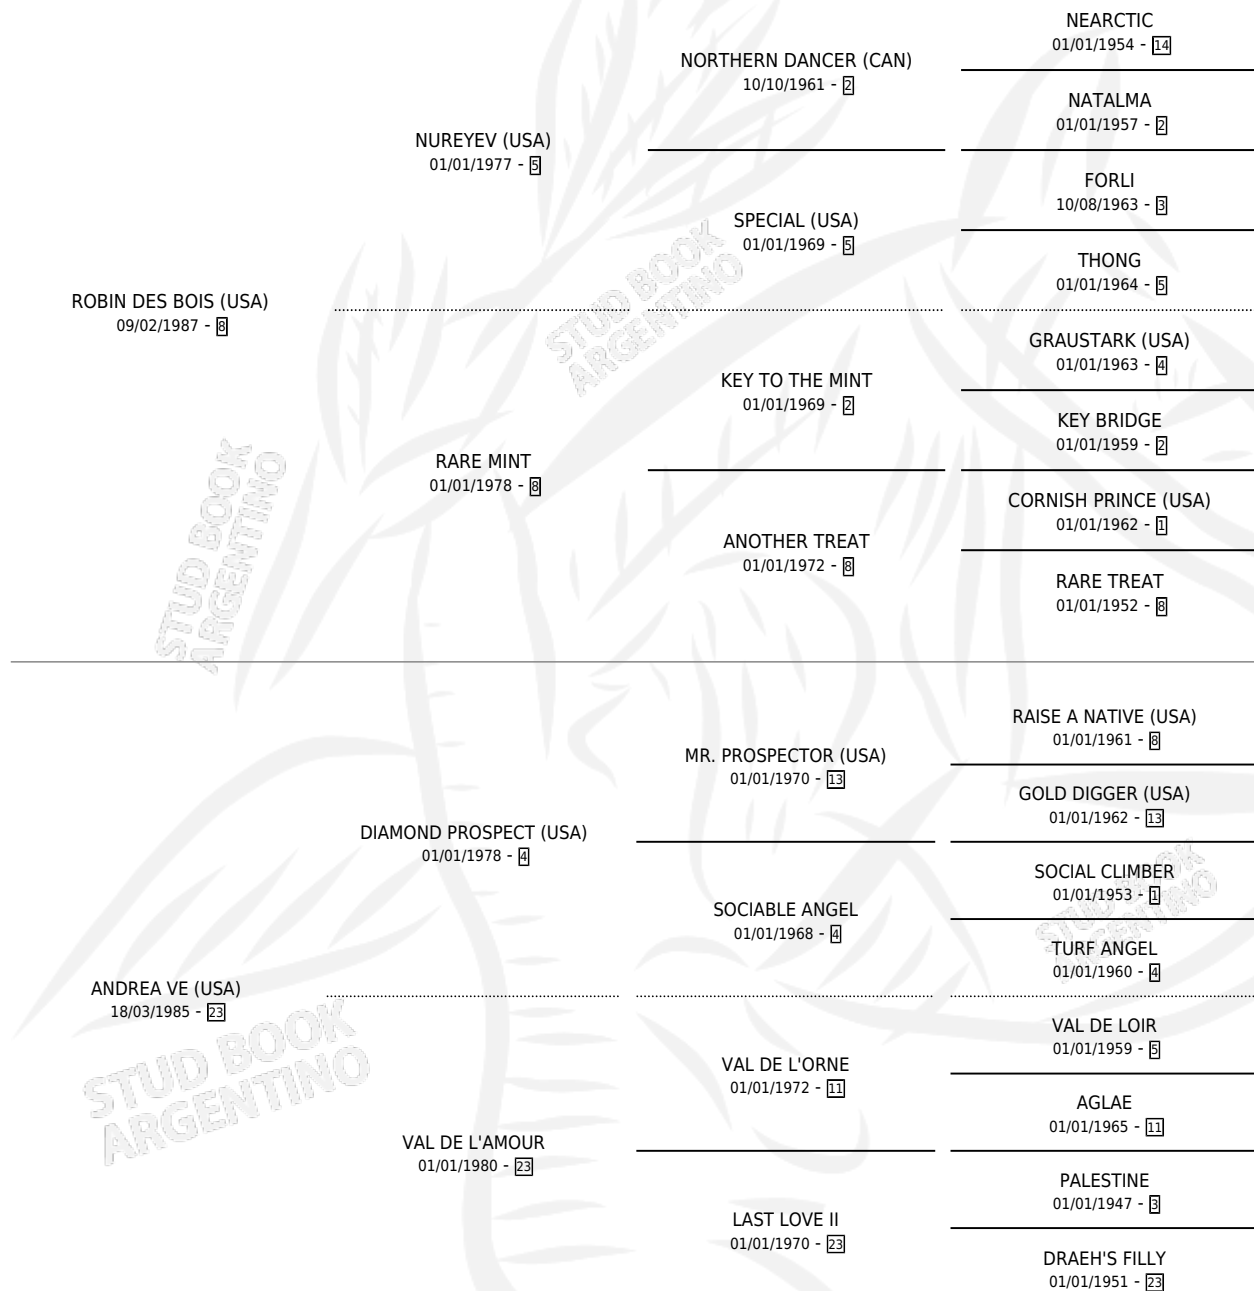 NEARCTIC
01/01/1954 - 14
NORTHERN DANCER (CAN)
10/10/1961 - 2
NATALMA
01/01/1957 - 2
NUREYEV (USA)
01/01/1977 - 5
FORLI
10/08/1963 - 3
SPECIAL (USA)
01/01/1969 - 5
THONG
01/01/1964 - 5
ROBIN DES BOIS (USA)
09/02/1987 - 8
GRAUSTARK (USA)
01/01/1963 - 4
KEY TO THE MINT
01/01/1969 - 2
KEY BRIDGE
01/01/1959 - 2
RARE MINT
01/01/1978 - 8
CORNISH PRINCE (USA)
01/01/1962 - 1
ANOTHER TREAT
01/01/1972 - 8
RARE TREAT
01/01/1952 - 8
RAISE A NATIVE (USA)
01/01/1961 - 8
MR. PROSPECTOR (USA)
01/01/1970 - 13
GOLD DIGGER (USA)
01/01/1962 - 13
DIAMOND PROSPECT (USA)
01/01/1978 - 4
SOCIAL CLIMBER
01/01/1953 - 1
SOCIABLE ANGEL
01/01/1968 - 4
TURF ANGEL
01/01/1960 - 4
ANDREA VE (USA)
18/03/1985 - 23
VAL DE LOIR
01/01/1959 - 5
VAL DE L'ORNE
01/01/1972 - 11
AGLAE
01/01/1965 - 11
VAL DE L'AMOUR
01/01/1980 - 23
PALESTINE
01/01/1947 - 3
LAST LOVE II
01/01/1970 - 23
DRAEH'S FILLY
01/01/1951 - 23
STUD BOOK
ARGENTINO
STUD BOOK
ARGENTINO
STUD BOOK
ARGENTINO
STUD BOOK
ARGENTINO